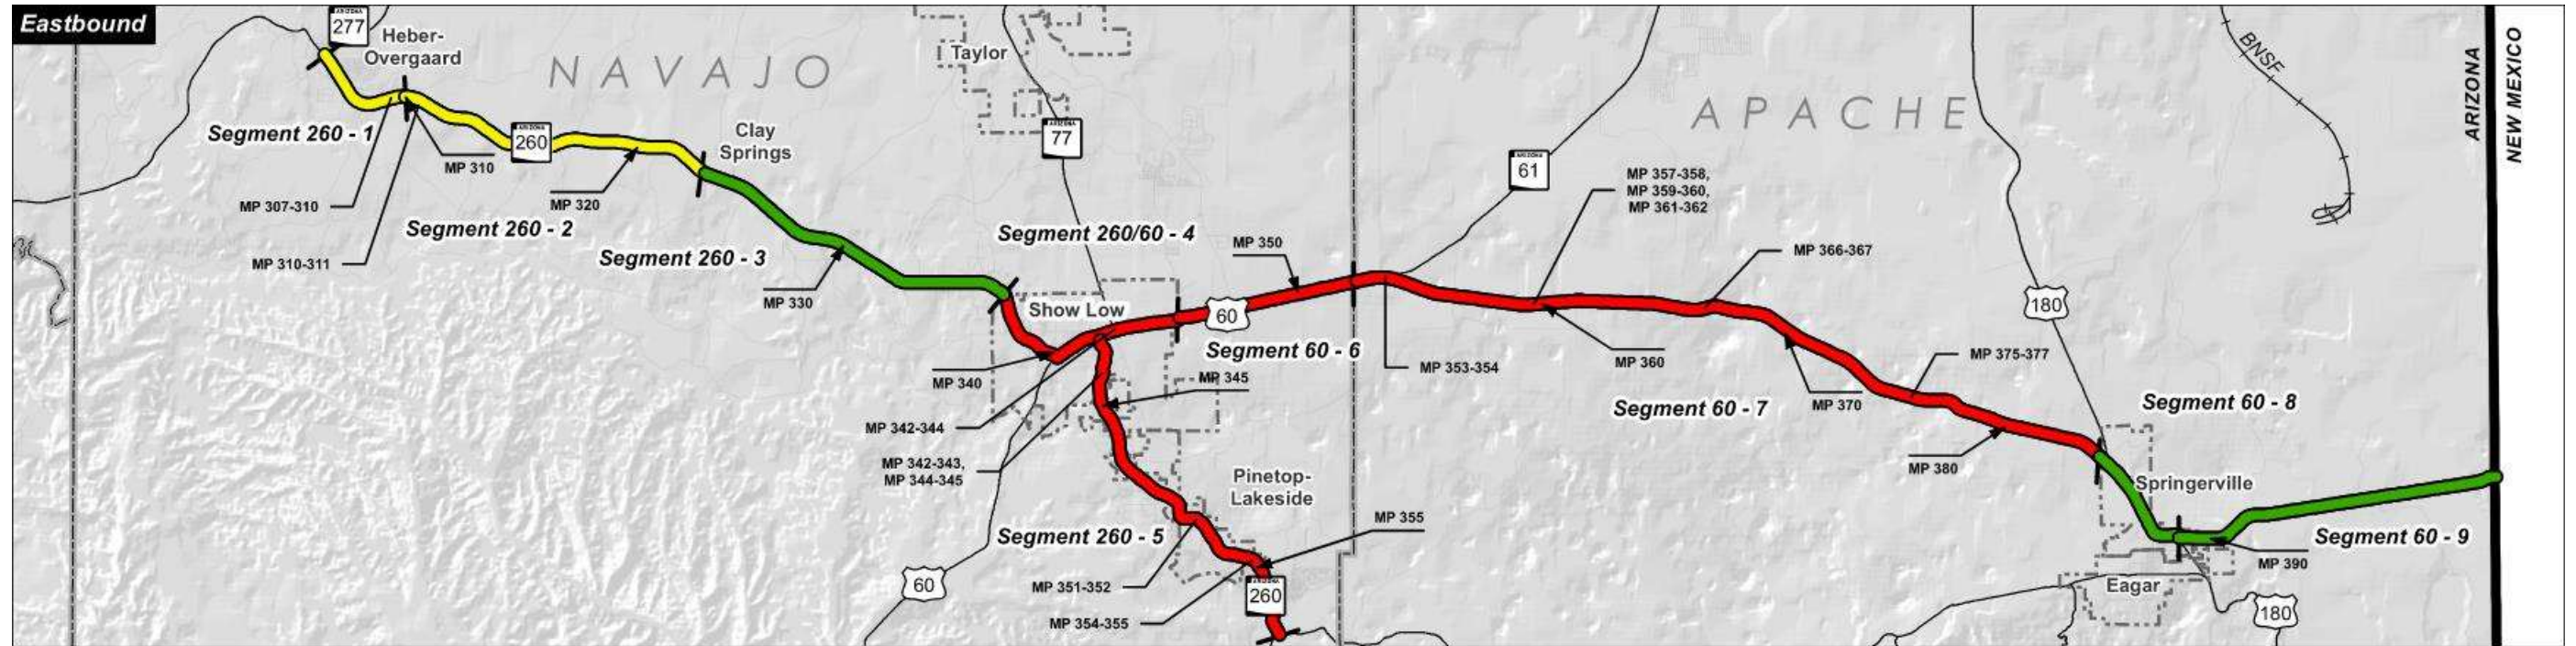 Eastbound
ARIZONA
277
Heber-
Overgaard
NAVAJO
Taylor
APACHE
BNSF
ARIZONA
NEW MEXICO
Segment 260 - 1
ARIZONA
260
Clay
Springs
ARIZONA
77
ARIZONA
61
MP 310
MP 307-310
MP 320
MP 357-358,
MP 359-360,
MP 361-362
Segment 260 - 2
Segment 260/60 - 4
MP 350
MP 366-367
MP 310-311
Segment 260 - 3
MP 330
Show Low
60
180
Segment 60 - 6
MP 340
MP 345
MP 353-354
MP 360
MP 375-377
Segment 60 - 7
MP 370
Segment 60 - 8
MP 342-344
MP 342-343,
MP 344-345
Pinetop-
Lakeside
MP 380
Springerville
MP 355
Segment 260 - 5
Segment 60 - 9
MP 390
60
MP 351-352
ARIZONA
260
Eagar
180
MP 354-355